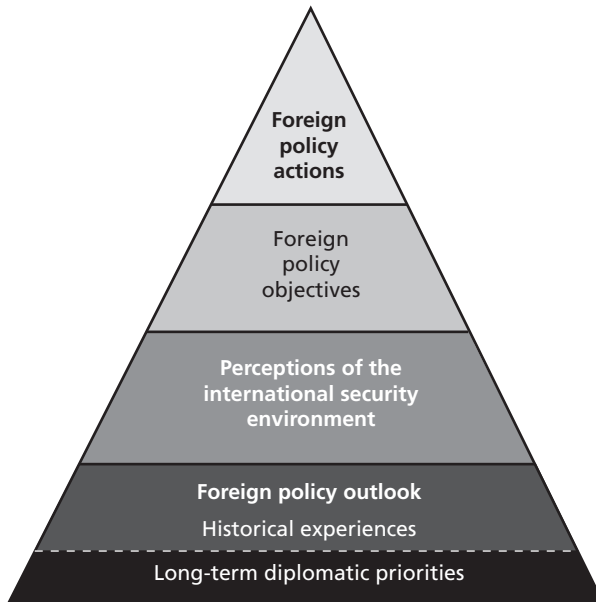 Foreign
policy
actions
Foreign
policy
objectives
Perceptions of the
international security
environment
Foreign policy outlook
Historical experiences
Long-term diplomatic priorities